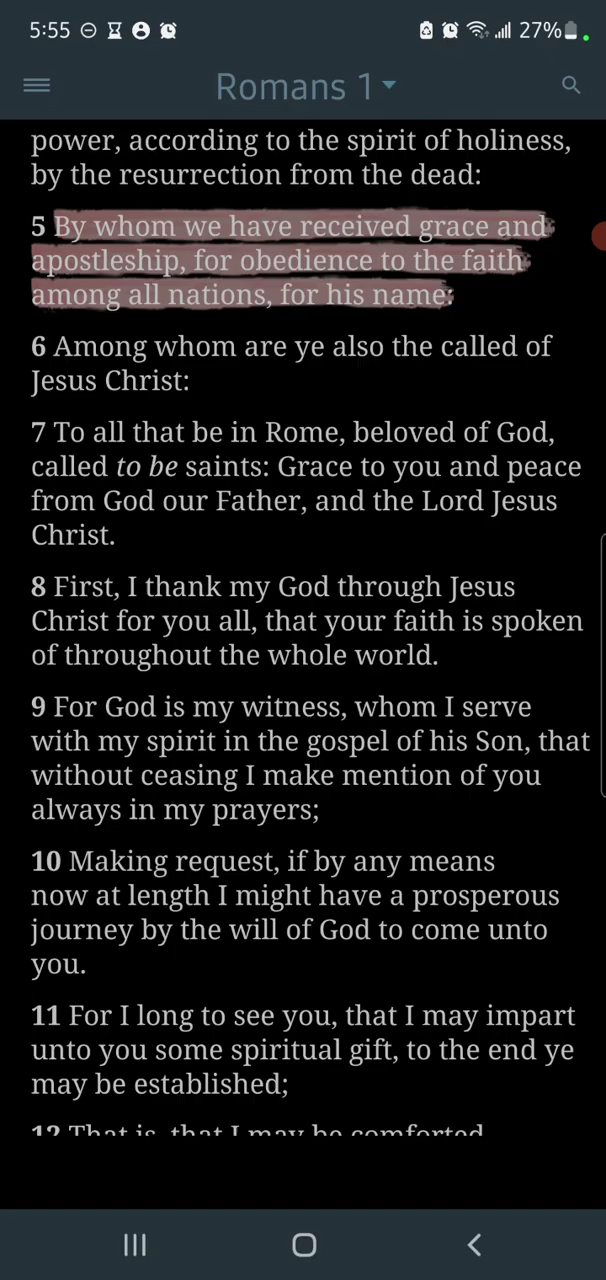 5:55 27%
Romans 1
power, according to the spirit of holiness,
by the resurrection from the dead:
5 By whom we have received grace and
apostleship, for obedience to the faith
among all nations, for his name:
6 Among whom are ye also the called of
Jesus Christ:
7 To all that be in Rome, beloved of God,
called to be saints: Grace to you and peace
from God our Father, and the Lord Jesus
Christ.
8 First, I thank my God through Jesus
Christ for you all, that your faith is spoken
of throughout the whole world.
9 For God is my witness, whom I serve
with my spirit in the gospel of his Son, that
without ceasing I make mention of you
always in my prayers;
10 Making request, if by any means
now at length I might have a prosperous
journey by the will of God to come unto
you.
11 For I long to see you, that I may impart
unto you some spiritual gift, to the end ye
may be established;
12 That is, that I may be comforted